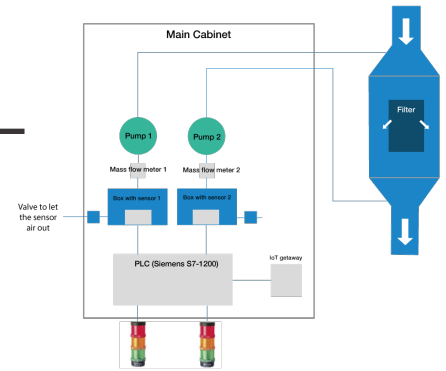 Main Cabinet
Filter
Pump 1
Pump 2
Mass flow meter 1
Mass flow meter 2
Box with sensor 1
Box with sensor 2
Valve to let
the sensor
air out
PLC (Siemens S7-1200)
IoT getaway